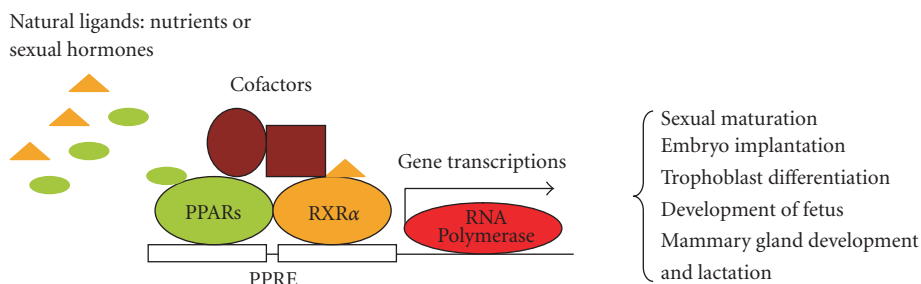 Natural ligands: nutrients or
sexual hormones
Cofactors
Gene transcriptions
PPARs
RXRα
RNA
Polymerase
PPRE
Sexual maturation
Embryo implantation
Trophoblast differentiation
Development of fetus
Mammary gland development
and lactation